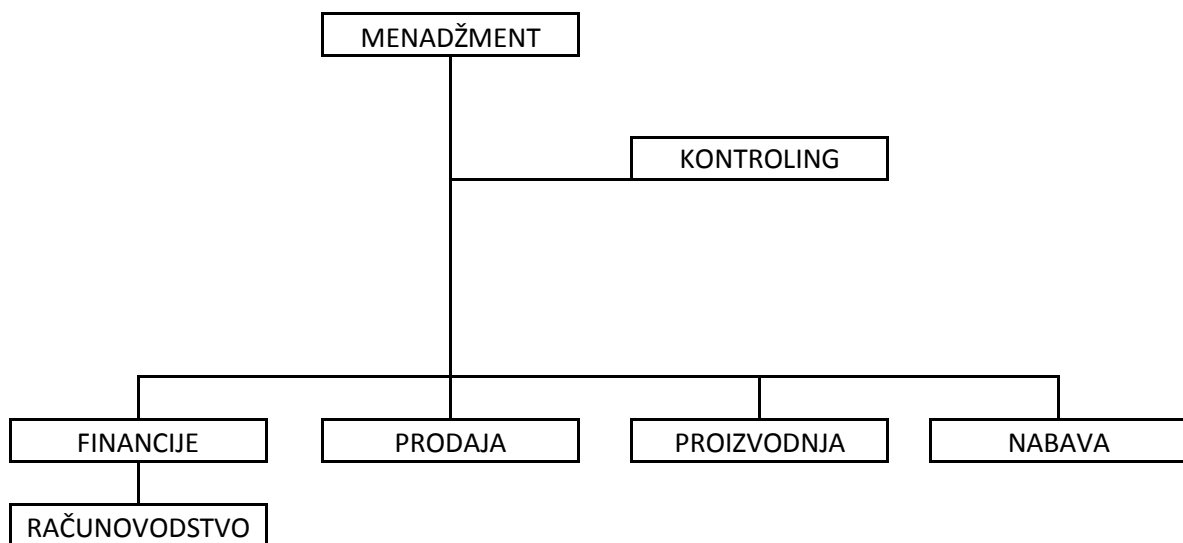 MENADŽMENT
KONTROLING
FINANCIJE
PRODAJA
PROIZVODNJA
NABAVA
RAČUNOVODSTVO